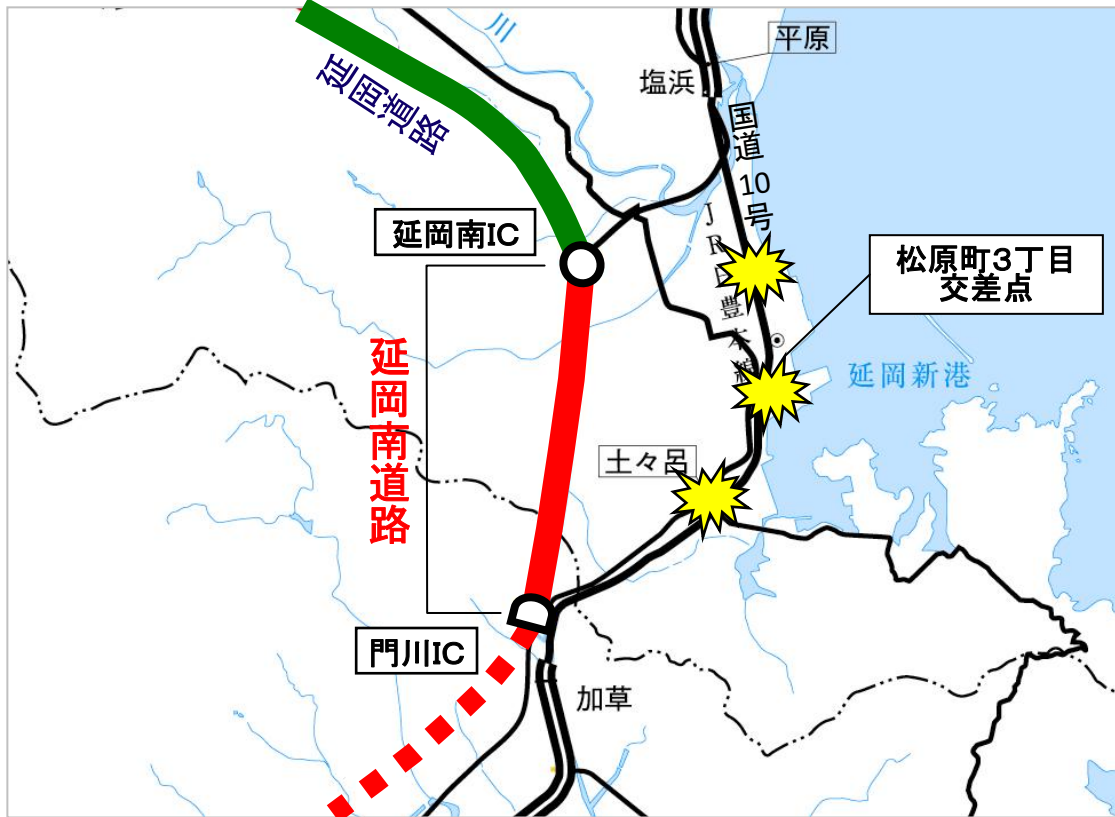 川
平原
塩浜
延岡道路
国道10号
延岡南IC
JR日豊本線
松原町3丁目
交差点
延岡新港
延岡南道路
土々呂
門川IC
加草